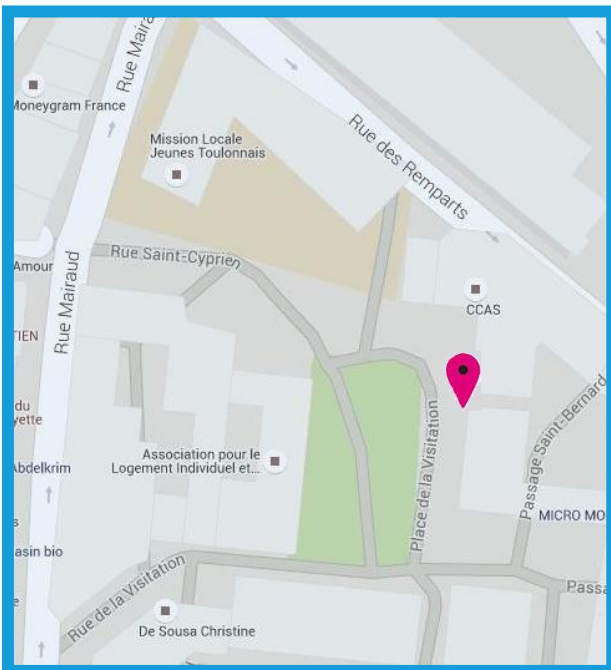 Rue Maira
Moneygram France
Mission Locale
Jeunes Toulonnais
Rue des Remparts
Amour
Rue Saint-Cyprien
Rue Mairaud
CCAS
TIEN
du
yette
Place de la Visitation
Passage Saint-Bernard
Association pour le
Logement Individuel et...
Abdelkrim
MICRO MO
s
asin bio
e
Rue de la Visitation
Passa
De Sousa Christine